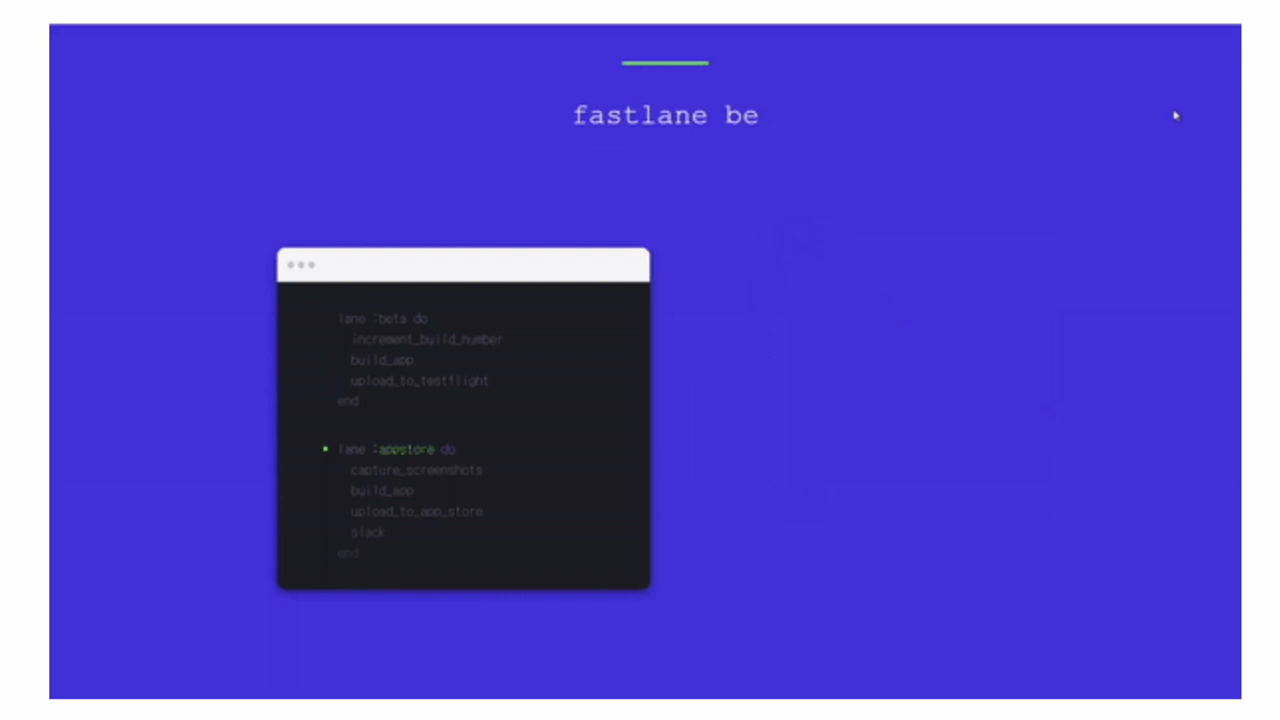 fastlane be
lane :beta do
increment_build_number
build_app
upload_to_testflight
end
lane :appstore do
capture_screenshots
build_app
upload_to_app_store
slack
end